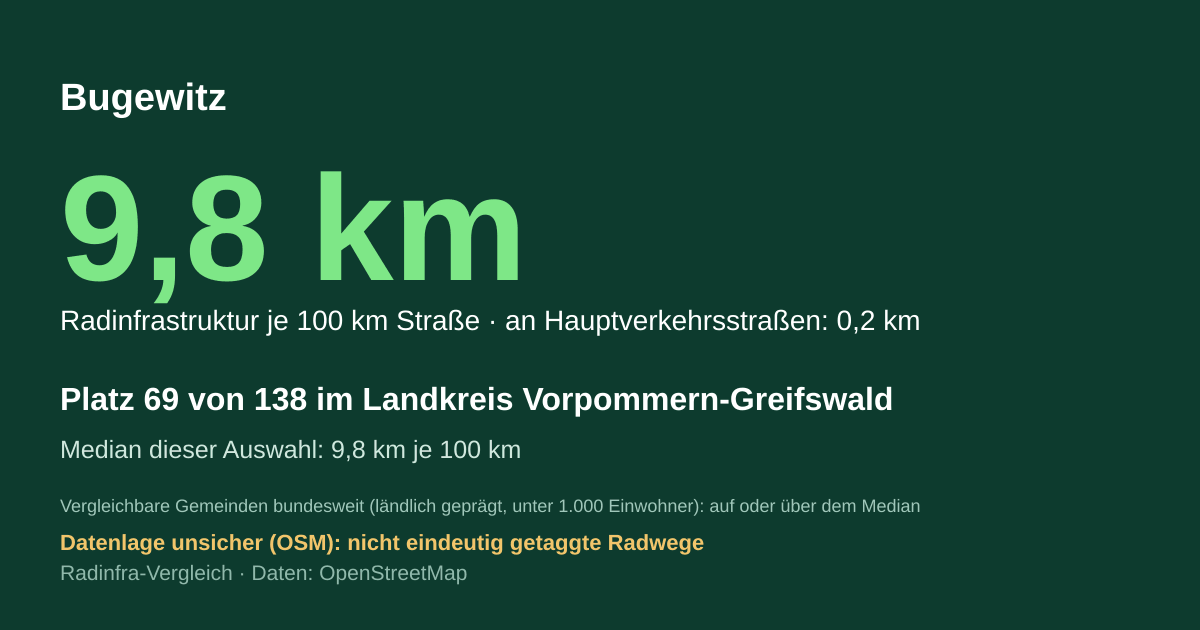 Bugewitz
9,8 km
Radinfrastruktur je 100 km Straße · an Hauptverkehrsstraßen: 0,2 km
Platz 69 von 138 im Landkreis Vorpommern-Greifswald
Median dieser Auswahl: 9,8 km je 100 km
Vergleichbare Gemeinden bundesweit (ländlich geprägt, unter 1.000 Einwohner): auf oder über dem Median
Datenlage unsicher (OSM): nicht eindeutig getaggte Radwege
Radinfra-Vergleich · Daten: OpenStreetMap